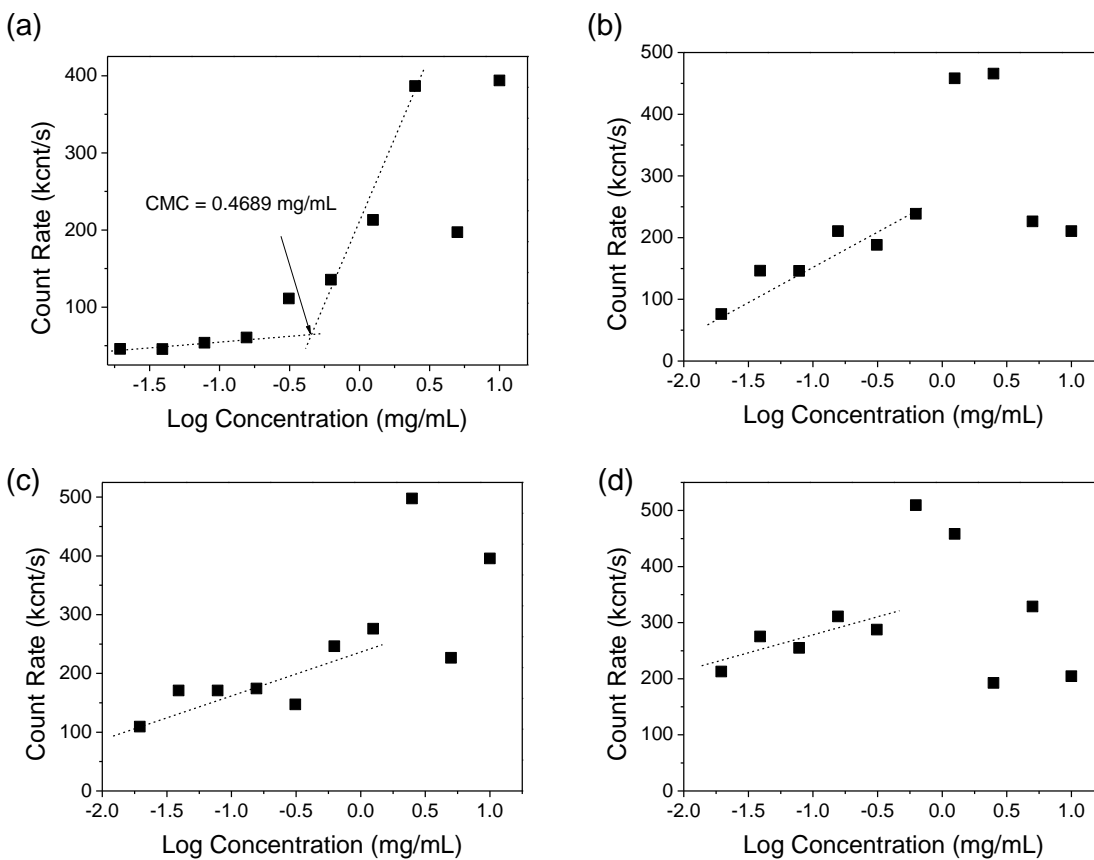 (a)
400
300
200
100
CMC = 0.4689 mg/mL
-1.5 -1.0 -0.5 0.0 0.5 1.0
Count Rate (kcnt/s)
Log Concentration (mg/mL)
(b)
500
400
300
200
100
0
-2.0 -1.5 -1.0 -0.5 0.0 0.5 1.0
Count Rate (kcnt/s)
Log Concentration (mg/mL)
(c)
500
400
300
200
100
0
-2.0 -1.5 -1.0 -0.5 0.0 0.5 1.0
Count Rate (kcnt/s)
Log Concentration (mg/mL)
(d)
500
400
300
200
100
0
-2.0 -1.5 -1.0 -0.5 0.0 0.5 1.0
Count Rate (kcnt/s)
Log Concentration (mg/mL)